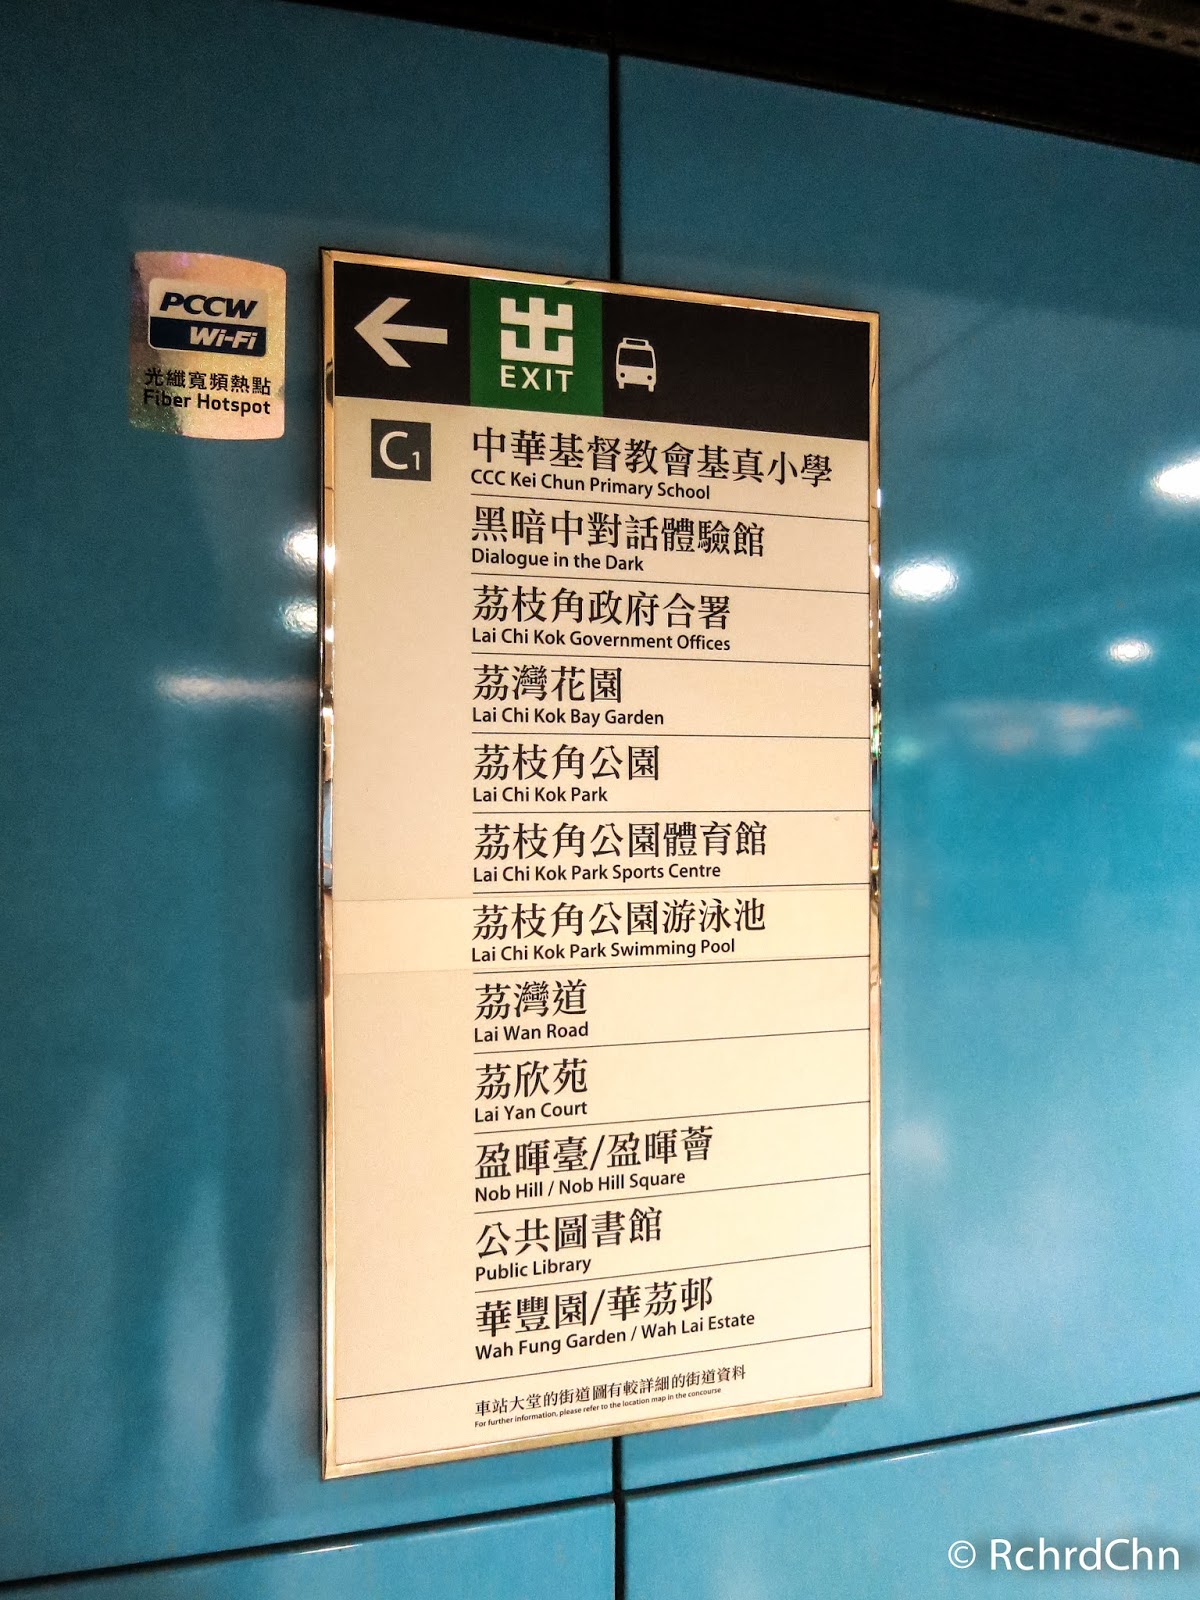 PCCW
Wi-Fi
光纖寬頻熱點
Fiber Hotspot
出
EXIT
C1
中華基督教會基真小學
CCC Kei Chun Primary School
黑暗中對話體驗館
Dialogue in the Dark
荔枝角政府合署
Lai Chi Kok Government Offices
荔灣花園
Lai Chi Kok Bay Garden
荔枝角公園
Lai Chi Kok Park
荔枝角公園體育館
Lai Chi Kok Park Sports Centre
荔枝角公園游泳池
Lai Chi Kok Park Swimming Pool
荔灣道
Lai Wan Road
荔欣苑
Lai Yan Court
盈暉臺/盈暉薈
Nob Hill / Nob Hill Square
公共圖書館
Public Library
華豐園/華荔邨
Wah Fung Garden / Wah Lai Estate
車站大堂的街道圖有較詳細的街道資料
For further information, please refer to the location map in the concourse
© RchrdChn